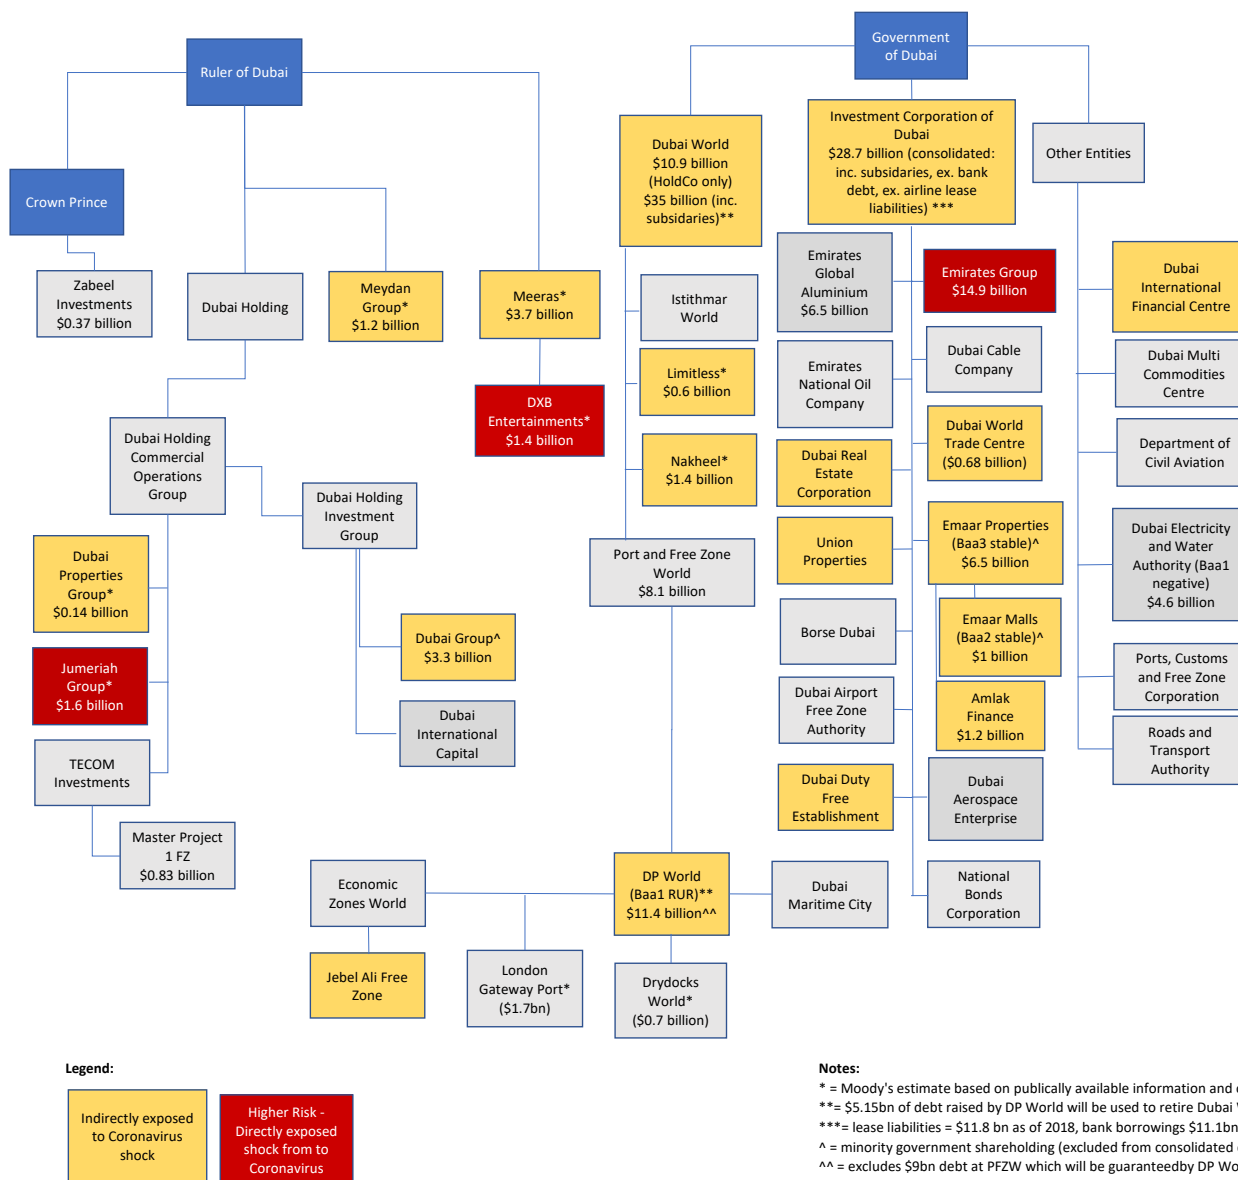 Government
of Dubai
Ruler of Dubai
Crown Prince
Zabeel
Investments
$0.37 billion
Dubai Holding
Meydan
Group*
$1.2 billion
Meeras*
$3.7 billion
DXB
Entertainments*
$1.4 billion
Dubai Holding
Commercial
Operations
Group
Dubai Holding
Investment
Group
Dubai
Properties
Group*
$0.14 billion
Jumeriah
Group*
$1.6 billion
TECOM
Investments
Master Project
1 FZ
$0.83 billion
Dubai Group^
$3.3 billion
Dubai
International
Capital
Dubai World
$10.9 billion
(HoldCo only)
$35 billion (inc.
subsidaries)**
Istithmar
World
Limitless*
$0.6 billion
Nakheel*
$1.4 billion
Port and Free Zone
World
$8.1 billion
DP World
(Baa1 RUR)**
$11.4 billion^^
Economic
Zones World
Jebel Ali Free
Zone
London
Gateway Port*
($1.7bn)
Drydocks
World*
($0.7 billion)
Dubai
Maritime City
Investment Corporation of
Dubai
$28.7 billion (consolidated:
inc. subsidaries, ex. bank
debt, ex. airline lease
liabilities) ***
Emirates
Global
Aluminium
$6.5 billion
Emirates Group
$14.9 billion
Emirates
National Oil
Company
Dubai Cable
Company
Dubai Real
Estate
Corporation
Dubai World
Trade Centre
($0.68 billion)
Union
Properties
Emaar Properties
(Baa3 stable)^
$6.5 billion
Borse Dubai
Emaar Malls
(Baa2 stable)^
$1 billion
Dubai Airport
Free Zone
Authority
Amlak
Finance
$1.2 billion
Dubai Duty
Free
Establishment
Dubai
Aerospace
Enterprise
National
Bonds
Corporation
Other Entities
Dubai
International
Financial Centre
Dubai Multi
Commodities
Centre
Department of
Civil Aviation
Dubai Electricity
and Water
Authority (Baa1
negative)
$4.6 billion
Ports, Customs
and Free Zone
Corporation
Roads and
Transport
Authority
Legend:
Indirectly exposed
to Coronavirus
shock
Higher Risk -
Directly exposed
shock from to
Coronavirus
Notes:
* = Moody's estimate based on publically available information and
**= $5.15bn of debt raised by DP World will be used to retire Dubai
***= lease liabilities = $11.8 bn as of 2018, bank borrowings $11.1bn
^ = minority government shareholding (excluded from consolidated
^^ = excludes $9bn debt at PFZW which will be guaranteedby DP Wo